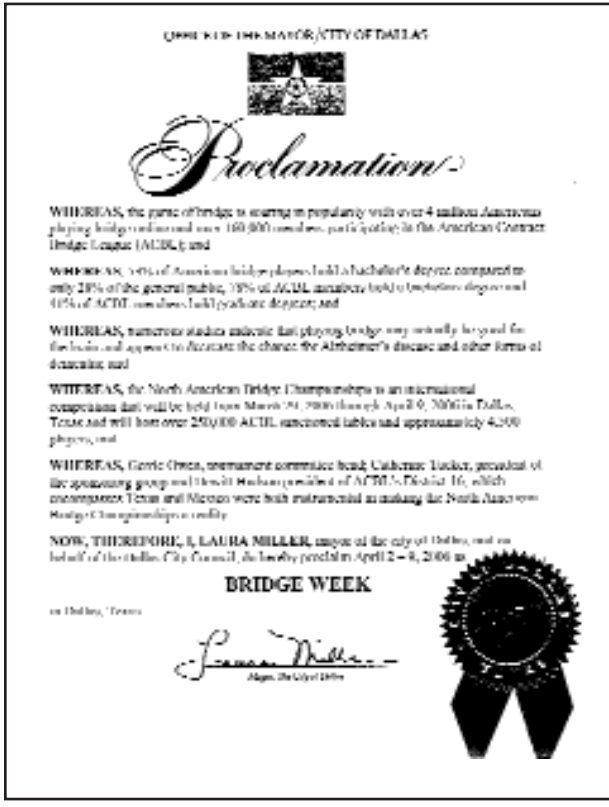 OFFICE OF THE MAYOR/CITY OF DALLAS
Proclamation
WHEREAS, the game of bridge is soaring in popularity with over 4 million Americans
playing bridge online and over 160,000 members participating in the American Contract
Bridge League (ACBL); and
WHEREAS, of American bridge players hold a bachelor's degree compared to
only 28% of the general public, 78% of ACBL members hold a bachelors degree and
of ACBL members hold graduate degrees; and
WHEREAS, numerous studies indicate that playing bridge may actually be good for
the brain and appears to decrease the chance for Alzheimer's disease and other forms of
dementia; and
WHEREAS, the North American Bridge Championships is an international
competition that will be held from March 2006 through April 9, 2006 in Dallas,
Texas and will host over ACBL sanctioned tables and approximately 4,500
players, and
WHEREAS, Owen, tournament committee head; Catherine Tucker, president of
the sponsoring group and Hudson president of ACBL's District 16, which
encompasses Texas and Mexico were both instrumental in making the North American
Bridge Championships a reality
NOW, THEREFORE, I, LAURA MILLER, mayor of the city of Dallas, and on
behalf of the Dallas City Council, do hereby proclaim April 2 – 9, 2006 as
BRIDGE WEEK
in Dallas, Texas
Laura Miller
Mayor, The City of Dallas